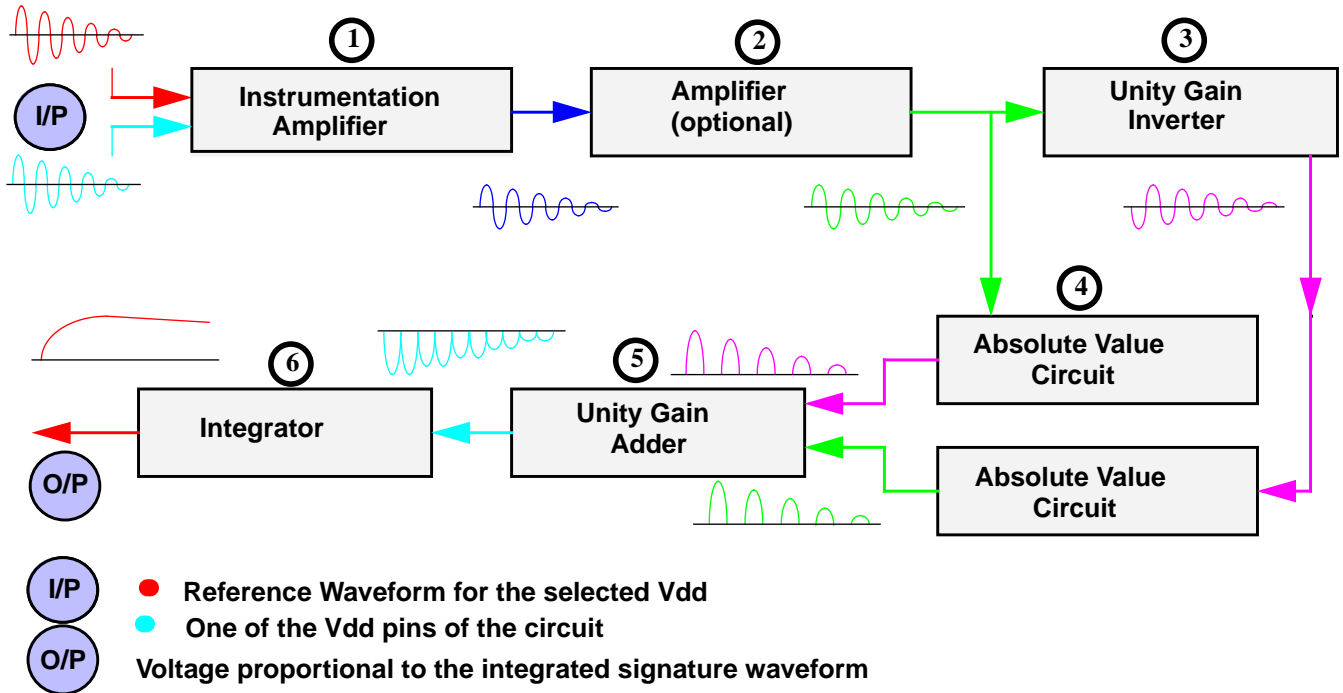 1
2
3
Instrumentation
Amplifier
Amplifier
(optional)
Unity Gain
Inverter
I/P
4
Absolute Value
Circuit
6
5
Integrator
Unity Gain
Adder
Absolute Value
Circuit
O/P
I/P
Reference Waveform for the selected Vdd
One of the Vdd pins of the circuit
O/P
Voltage proportional to the integrated signature waveform